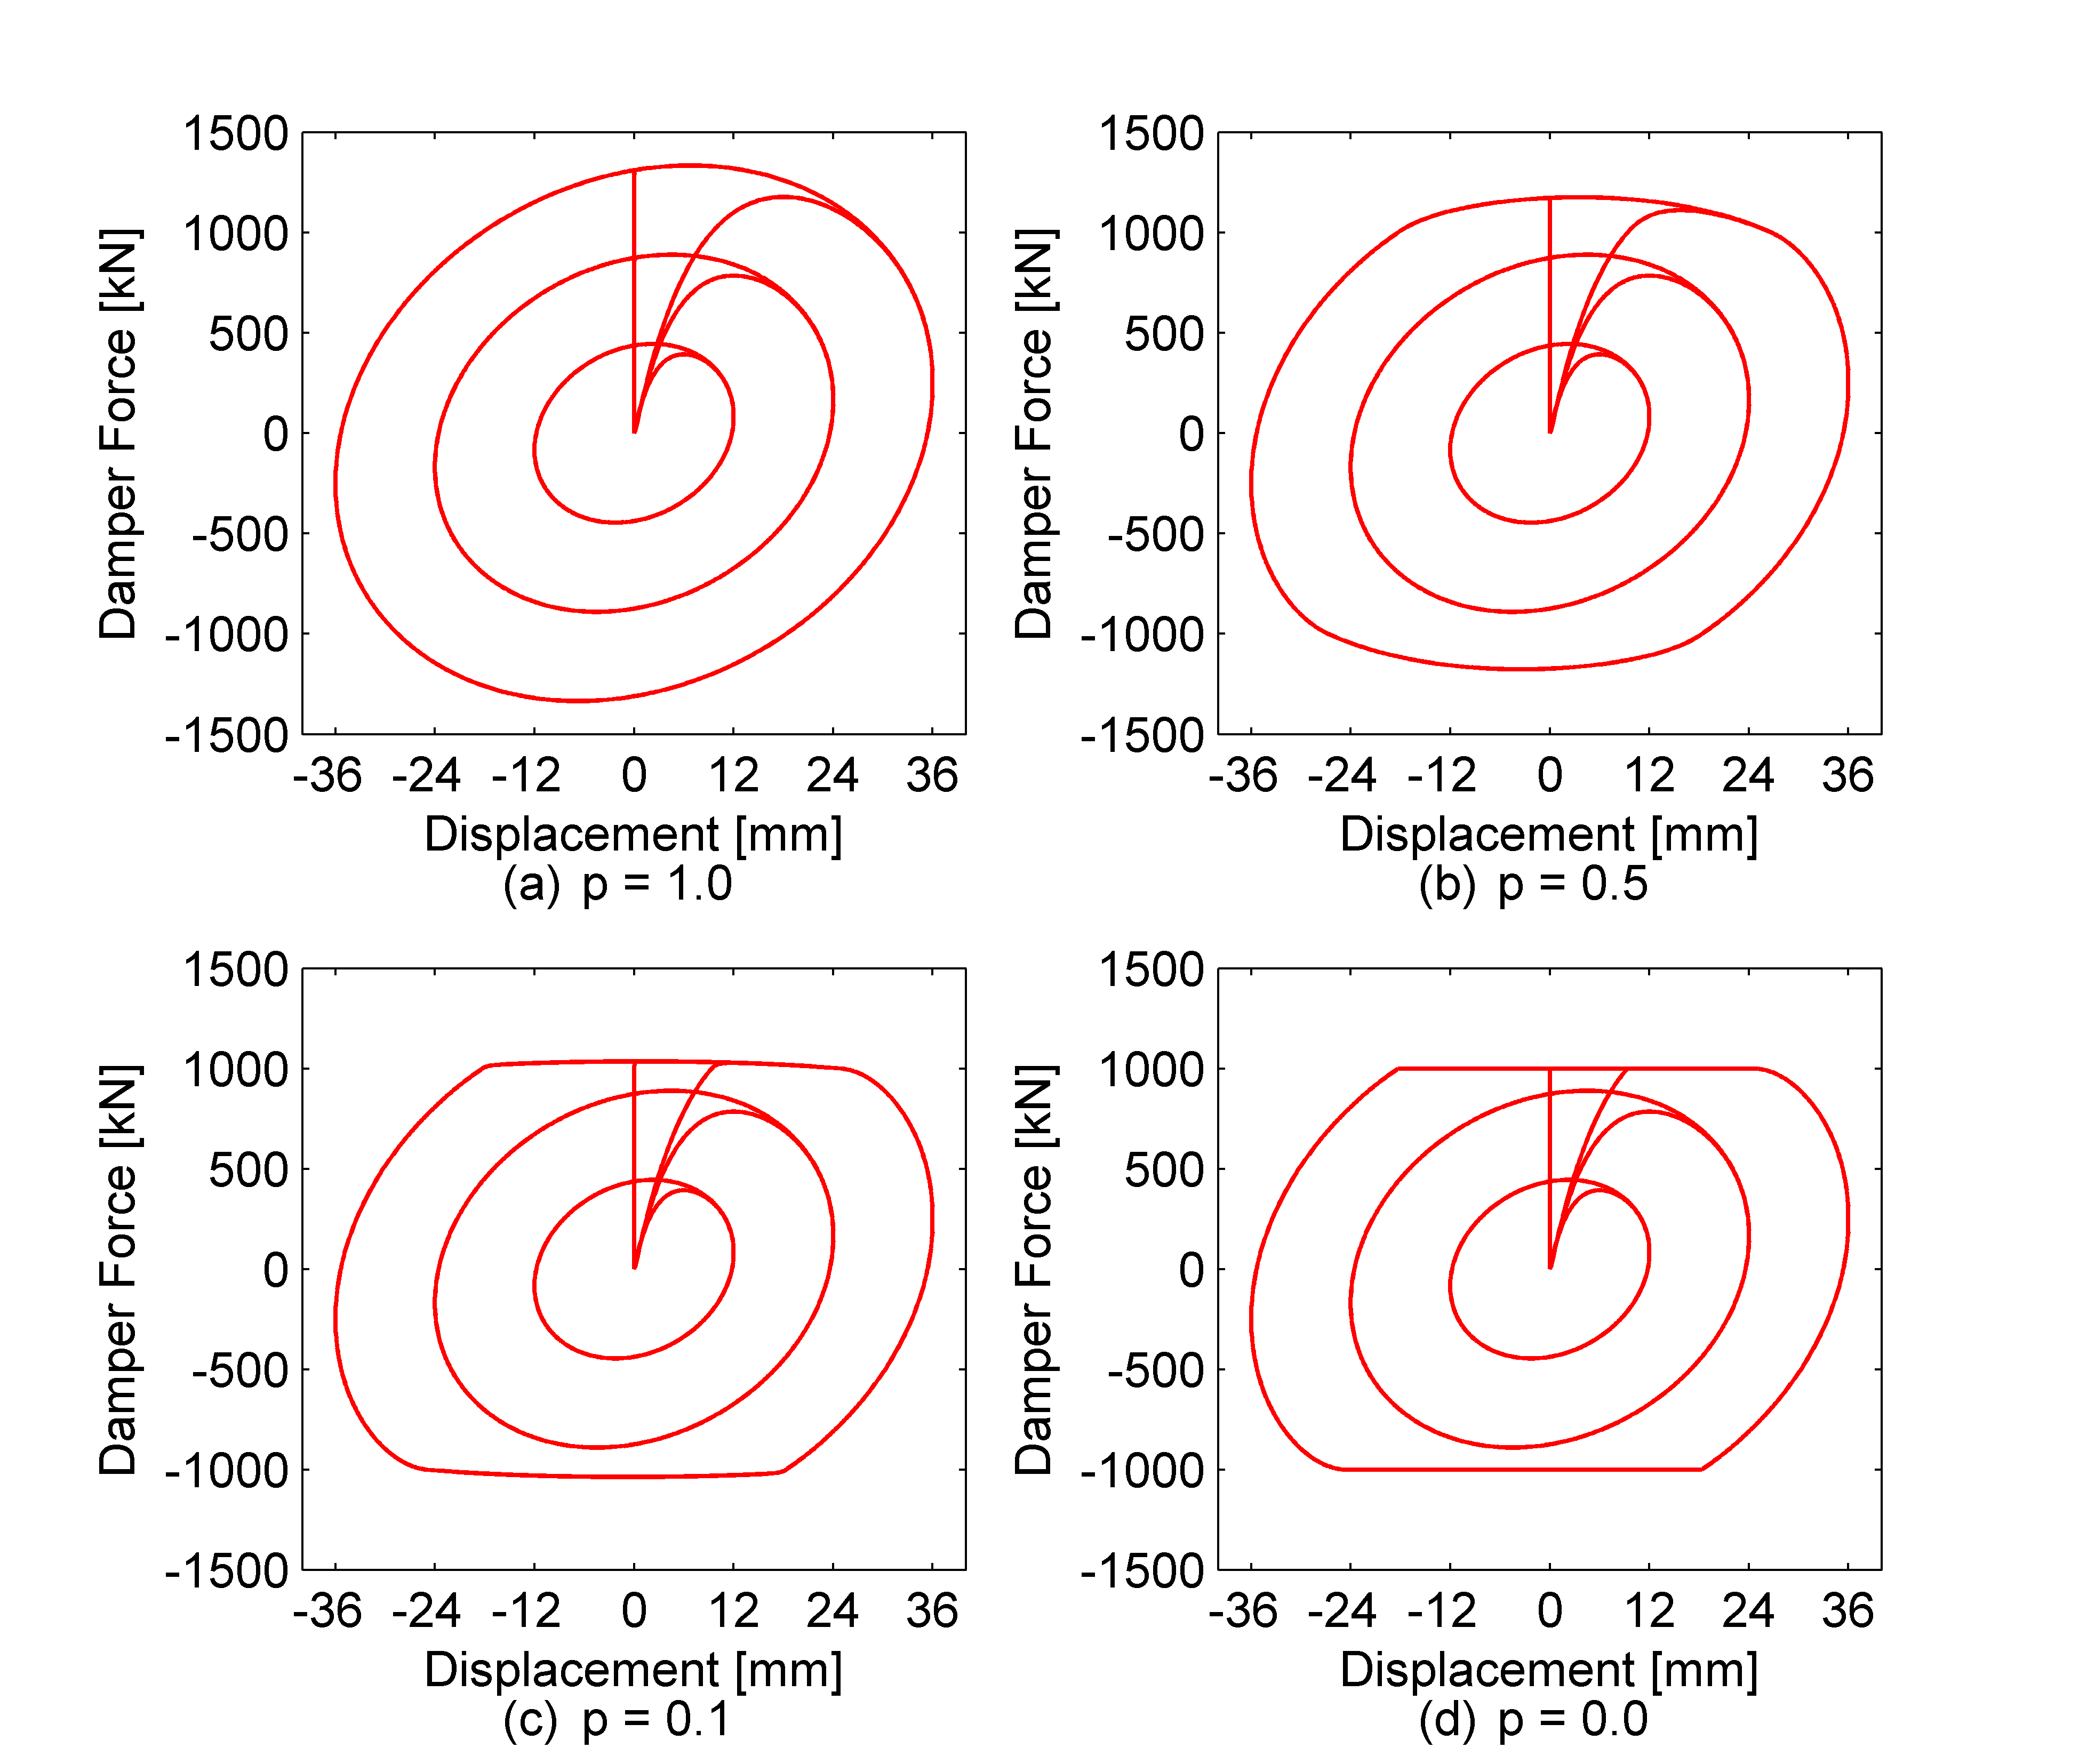 1500
1000
500
0
-500
-1000
-1500
Damper Force [kN]
-36 -24 -12 0 12 24 36
Displacement [mm]
(a) p = 1.0
1500
1000
500
0
-500
-1000
-1500
Damper Force [kN]
-36 -24 -12 0 12 24 36
Displacement [mm]
(b) p = 0.5
1500
1000
500
0
-500
-1000
-1500
Damper Force [kN]
-36 -24 -12 0 12 24 36
Displacement [mm]
(c) p = 0.1
1500
1000
500
0
-500
-1000
-1500
Damper Force [kN]
-36 -24 -12 0 12 24 36
Displacement [mm]
(d) p = 0.0